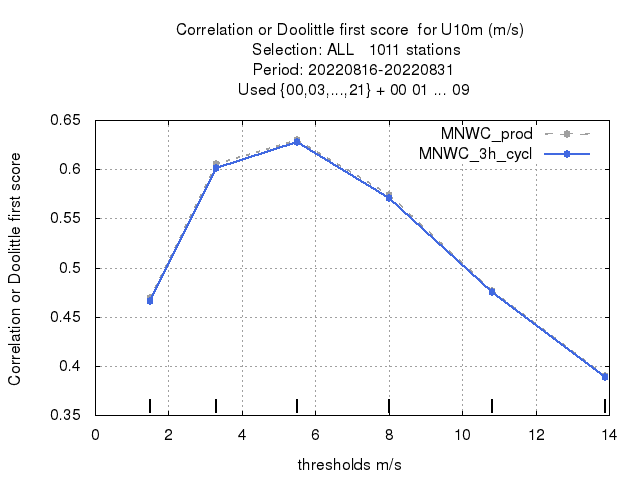 Correlation or Doolittle first score  for U10m (m/s)
Selection: ALL   1011 stations
Period: 20220816-20220831
Used {00,03,...,21} + 00 01 ... 09
MNWC_prod
MNWC_3h_cycl
Correlation or Doolittle first score
0.65
0.6
0.55
0.5
0.45
0.4
0.35
0 2 4 6 8 10 12 14
thresholds m/s